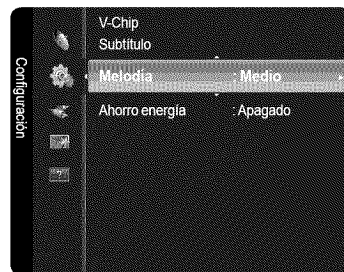 Configuración
V-Chip
Subtítulo
Melodía : Medio
Ahorro energía : Apagado